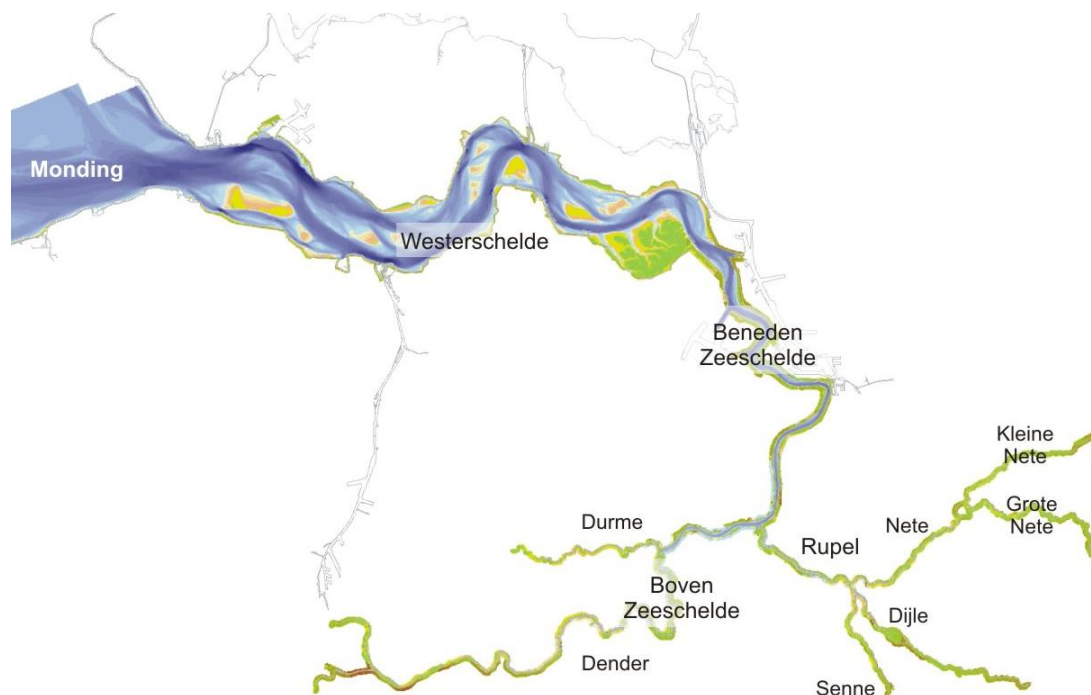 Monding
Westerschelde
Beneden
Zeeschelde
Kleine
Nete
Grote
Nete
Nete
Durme
Rupel
Boven
Zeeschelde
Dijle
Dender
Senne